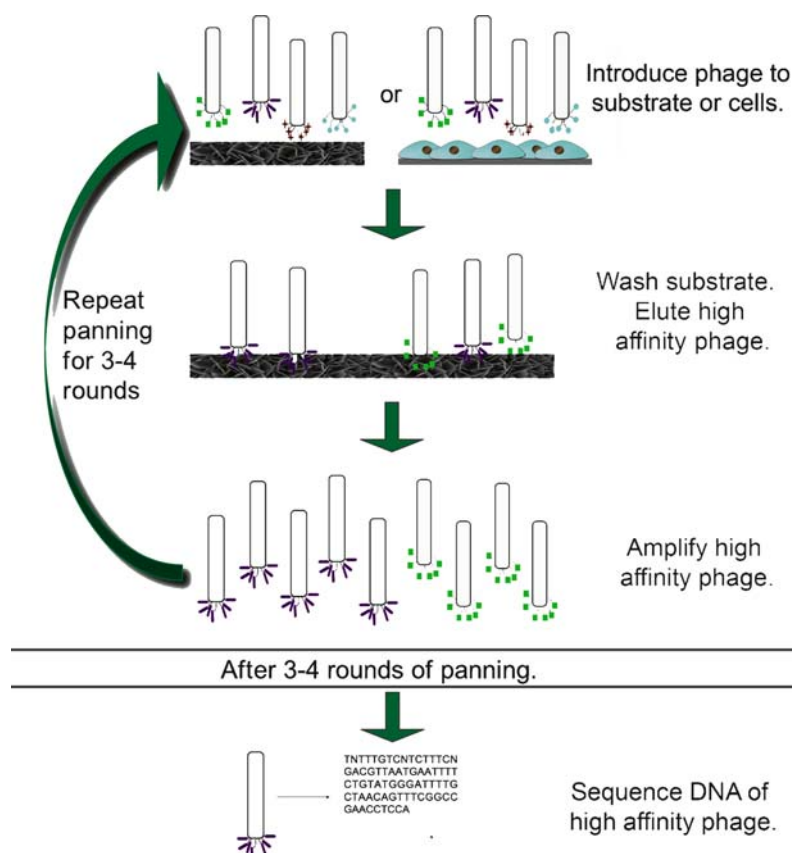 or
Introduce phage to
substrate or cells.
Repeat
panning
for 3-4
rounds
Wash substrate.
Elute high
affinity phage.
Amplify high
affinity phage.
After 3-4 rounds of panning.
TNTTTGTCNTCTTTCN
GACGTTAATGAATTTT
CTGTATGGGATTTTG
CTAACAGTTTCGGCC
GAACCTCCA
Sequence DNA of
high affinity phage.